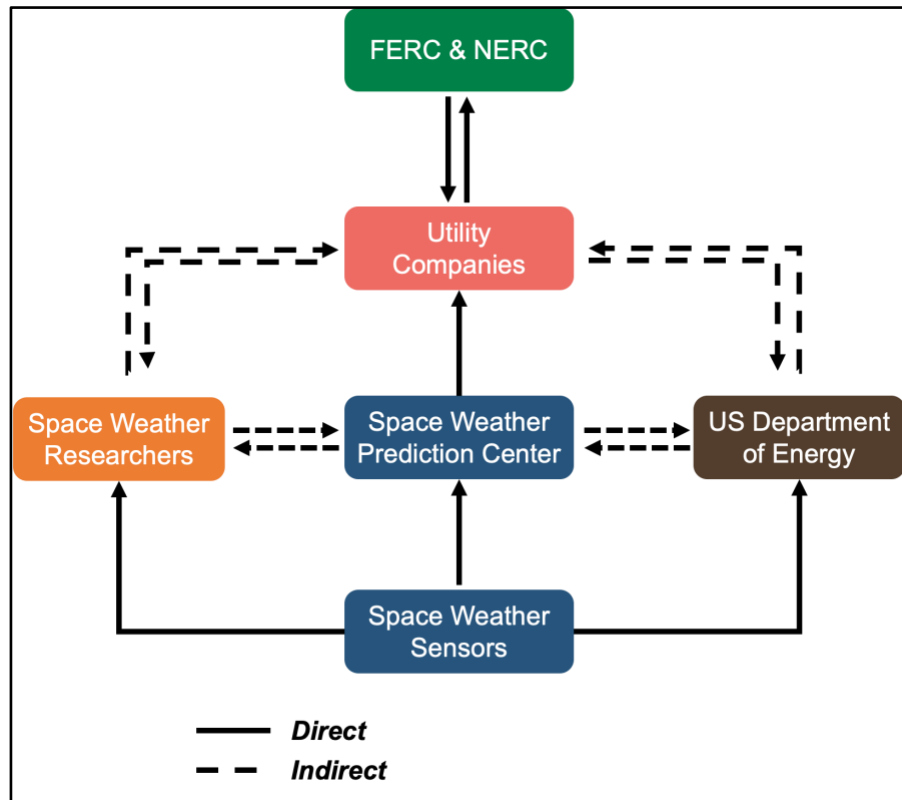 FERC & NERC
Utility
Companies
Space Weather
Researchers
Space Weather
Prediction Center
US Department
of Energy
Space Weather
Sensors
Direct
Indirect